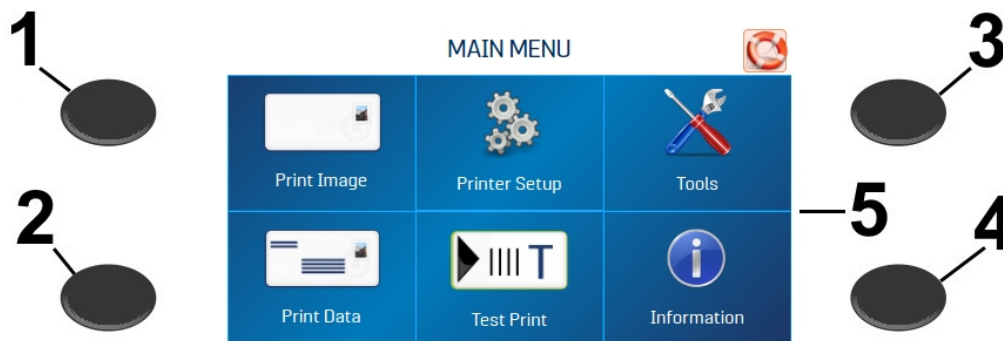 1
3
MAIN MENU
Print Image
Printer Setup
Tools
2
5
4
Print Data
T
Test Print
Information